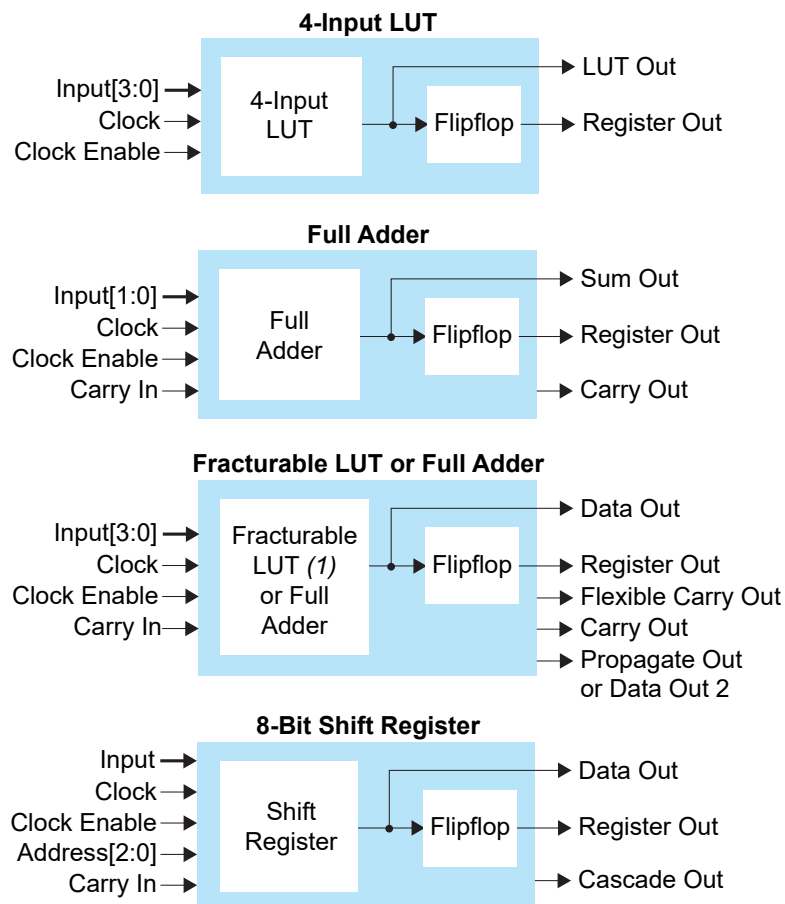 4-Input LUT
Input[3:0]
Clock
Clock Enable
4-Input
LUT
Flipflop
LUT Out
Register Out
Full Adder
Input[1:0]
Clock
Clock Enable
Carry In
Full
Adder
Flipflop
Sum Out
Register Out
Carry Out
Fracturable LUT or Full Adder
Input[3:0]
Clock
Clock Enable
Carry In
Fracturable
LUT (1)
or Full
Adder
Flipflop
Data Out
Register Out
Flexible Carry Out
Carry Out
Propagate Out
or Data Out 2
8-Bit Shift Register
Input
Clock
Clock Enable
Address[2:0]
Carry In
Shift
Register
Flipflop
Data Out
Register Out
Cascade Out